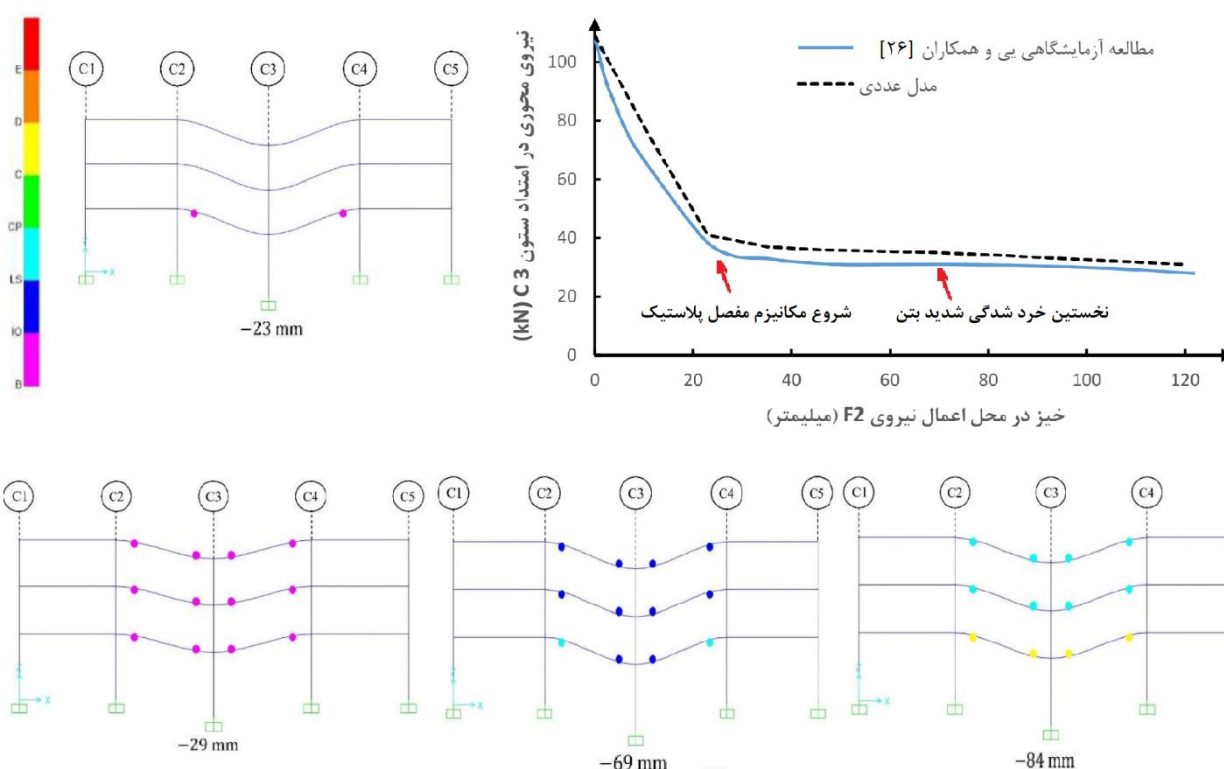 E
D
C
CP
LS
IO
B
C1 C2 C3 C4 C5
Z
X
−23 mm
نیروی محوری در امتداد ستون C 3 (kN)
100
80
60
40
20
0
مطالعه آزمایشگاهی یی و همکاران [۲۶]
مدل عددی
شروع مکانیزم مفصل پلاستیک
نخستین خرد شدگی شدید بتن
0 20 40 60 80 100 120
خیز در محل اعمال نیروی F2 (میلیمتر)
C1 C2 C3 C4 C5
Z
X
−29 mm
C1 C2 C3 C4 C5
Z
X
−69 mm
C1 C2 C3 C4
Z
X
−84 mm